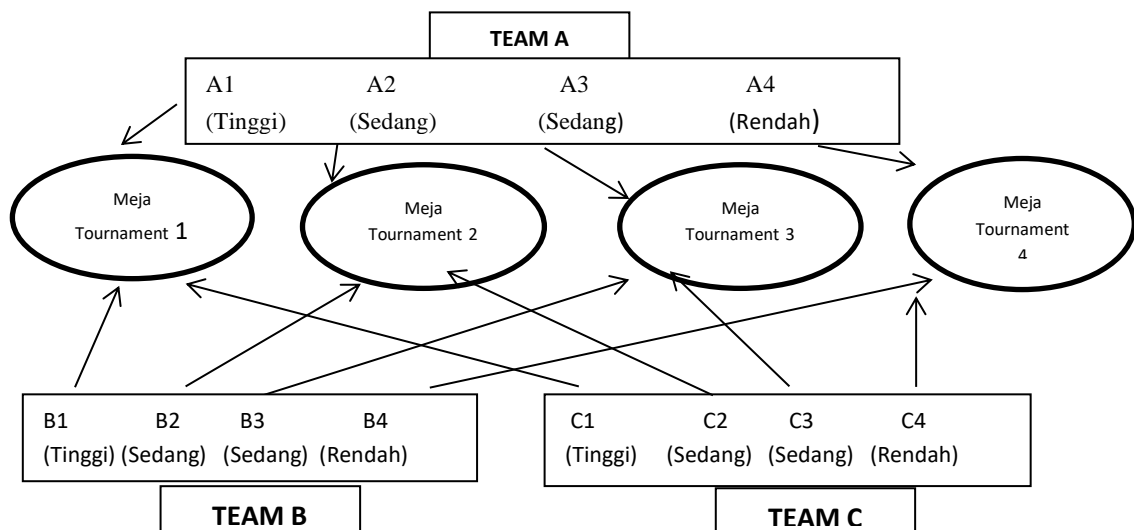 TEAM A
A1 A2 A3 A4
(Tinggi) (Sedang) (Sedang) (Rendah)
Meja
Tournament 1
Meja
Tournament 2
Meja
Tournament 3
Meja
Tournament
4
B1 B2 B3 B4
(Tinggi) (Sedang) (Sedang) (Rendah)
TEAM B
C1 C2 C3 C4
(Tinggi) (Sedang) (Sedang) (Rendah)
TEAM C